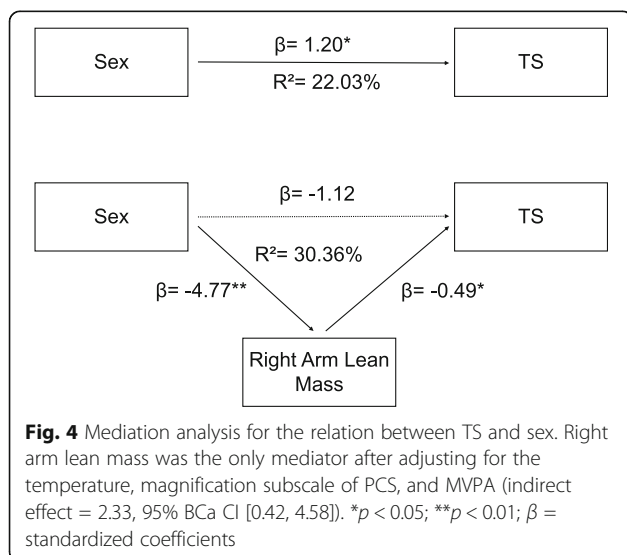 β= 1.20*
Sex TS
R²= 22.03%
β= -1.12
Sex TS
R²= 30.36%
β= -4.77** β= -0.49*
Right Arm Lean
Mass
Fig. 4 Mediation analysis for the relation between TS and sex. Right
arm lean mass was the only mediator after adjusting for the
temperature, magnification subscale of PCS, and MVPA (indirect
effect = 2.33, 95% BCa CI [0.42, 4.58]). *p < 0.05; **p < 0.01; β =
standardized coefficients